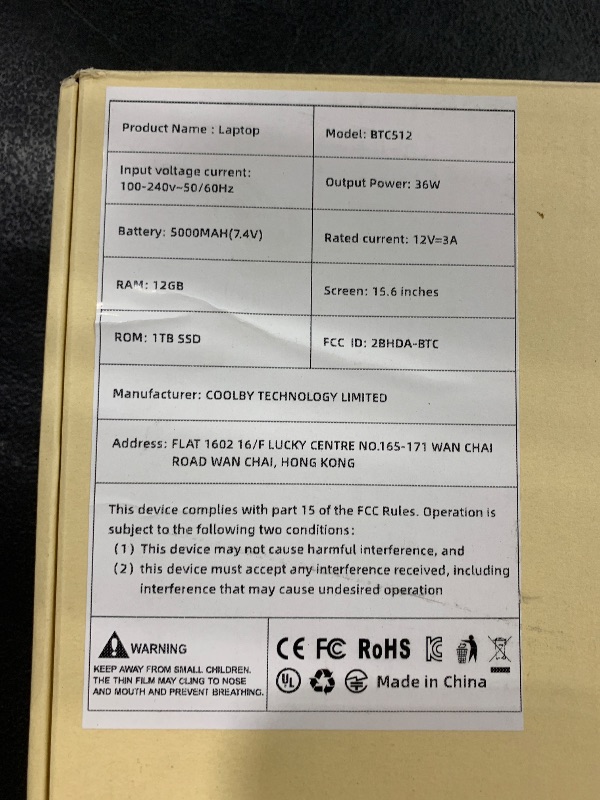 Product Name : Laptop
Model: BTC512
Input voltage current:
100-240v~50/60Hz
Output Power: 36W
Battery: 5000MAH(7.4V)
Rated current: 12V=3A
RAM: 12GB
Screen: 15.6 inches
ROM: 1TB SSD
FCC ID: 2BHDA-BTC
Manufacturer: COOLBY TECHNOLOGY LIMITED
Address: FLAT 1602 16/F LUCKY CENTRE NO.165-171 WAN CHAI
ROAD WAN CHAI, HONG KONG
This device complies with part 15 of the FCC Rules. Operation is
subject to the following two conditions:
(1) This device may not cause harmful interference, and
(2) this device must accept any interference received, including
interference that may cause undesired operation
WARNING
KEEP AWAY FROM SMALL CHILDREN.
THE THIN FILM MAY CLING TO NOSE
AND MOUTH AND PREVENT BREATHING.
CE FC RoHS
UL Made in China